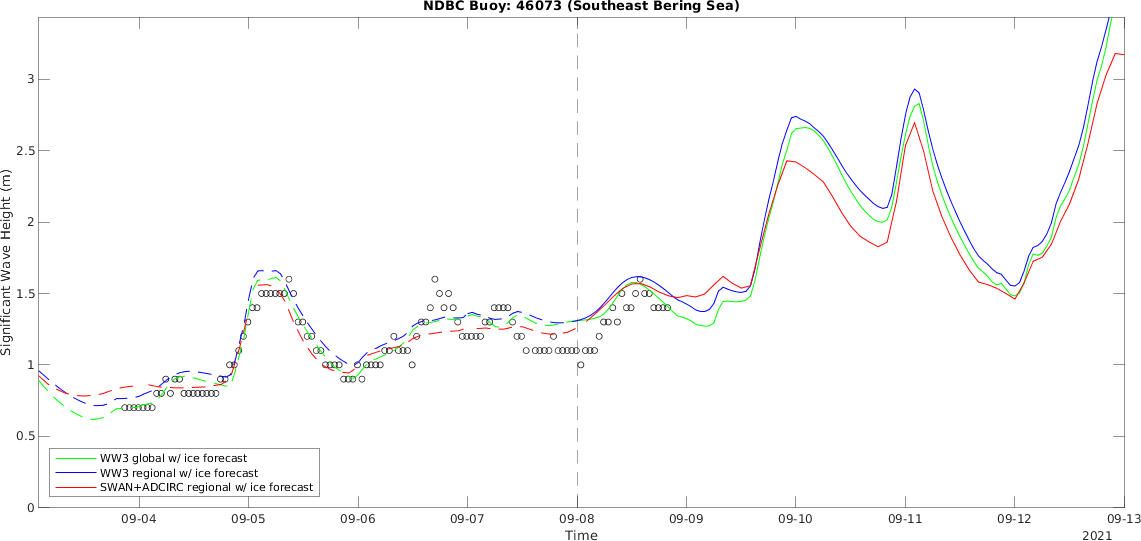 NDBC Buoy: 46073 (Southeast Bering Sea)
Significant Wave Height (m)
3
2.5
2
1.5
1
0.5
0
WW3 global w/ ice forecast
WW3 regional w/ ice forecast
SWAN+ADCIRC regional w/ ice forecast
09-04 09-05 09-06 09-07 09-08 09-09 09-10 09-11 09-12 09-13
Time
2021